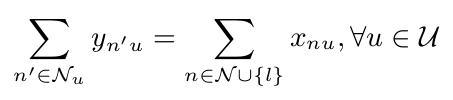 \sum_{n' \in \mathcal{N}_u} y_{n'u} = \sum_{n \in \mathcal{N} \cup \{l\}} x_{nu}, \forall u \in \mathcal{U}